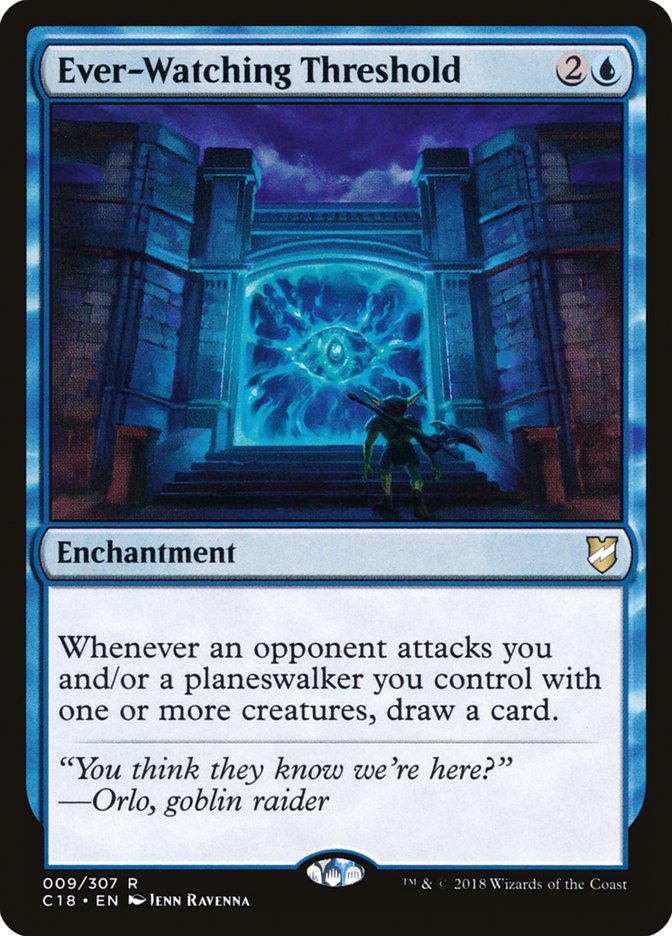 Ever-Watching Threshold 2
Enchantment
Whenever an opponent attacks you
and/or a planeswalker you control with
one or more creatures, draw a card.
“You think they know we're here?”
—Orlo, goblin raider
009/307 R
C18 • EN Jenn Ravenna
™ & © 2018 Wizards of the Coast